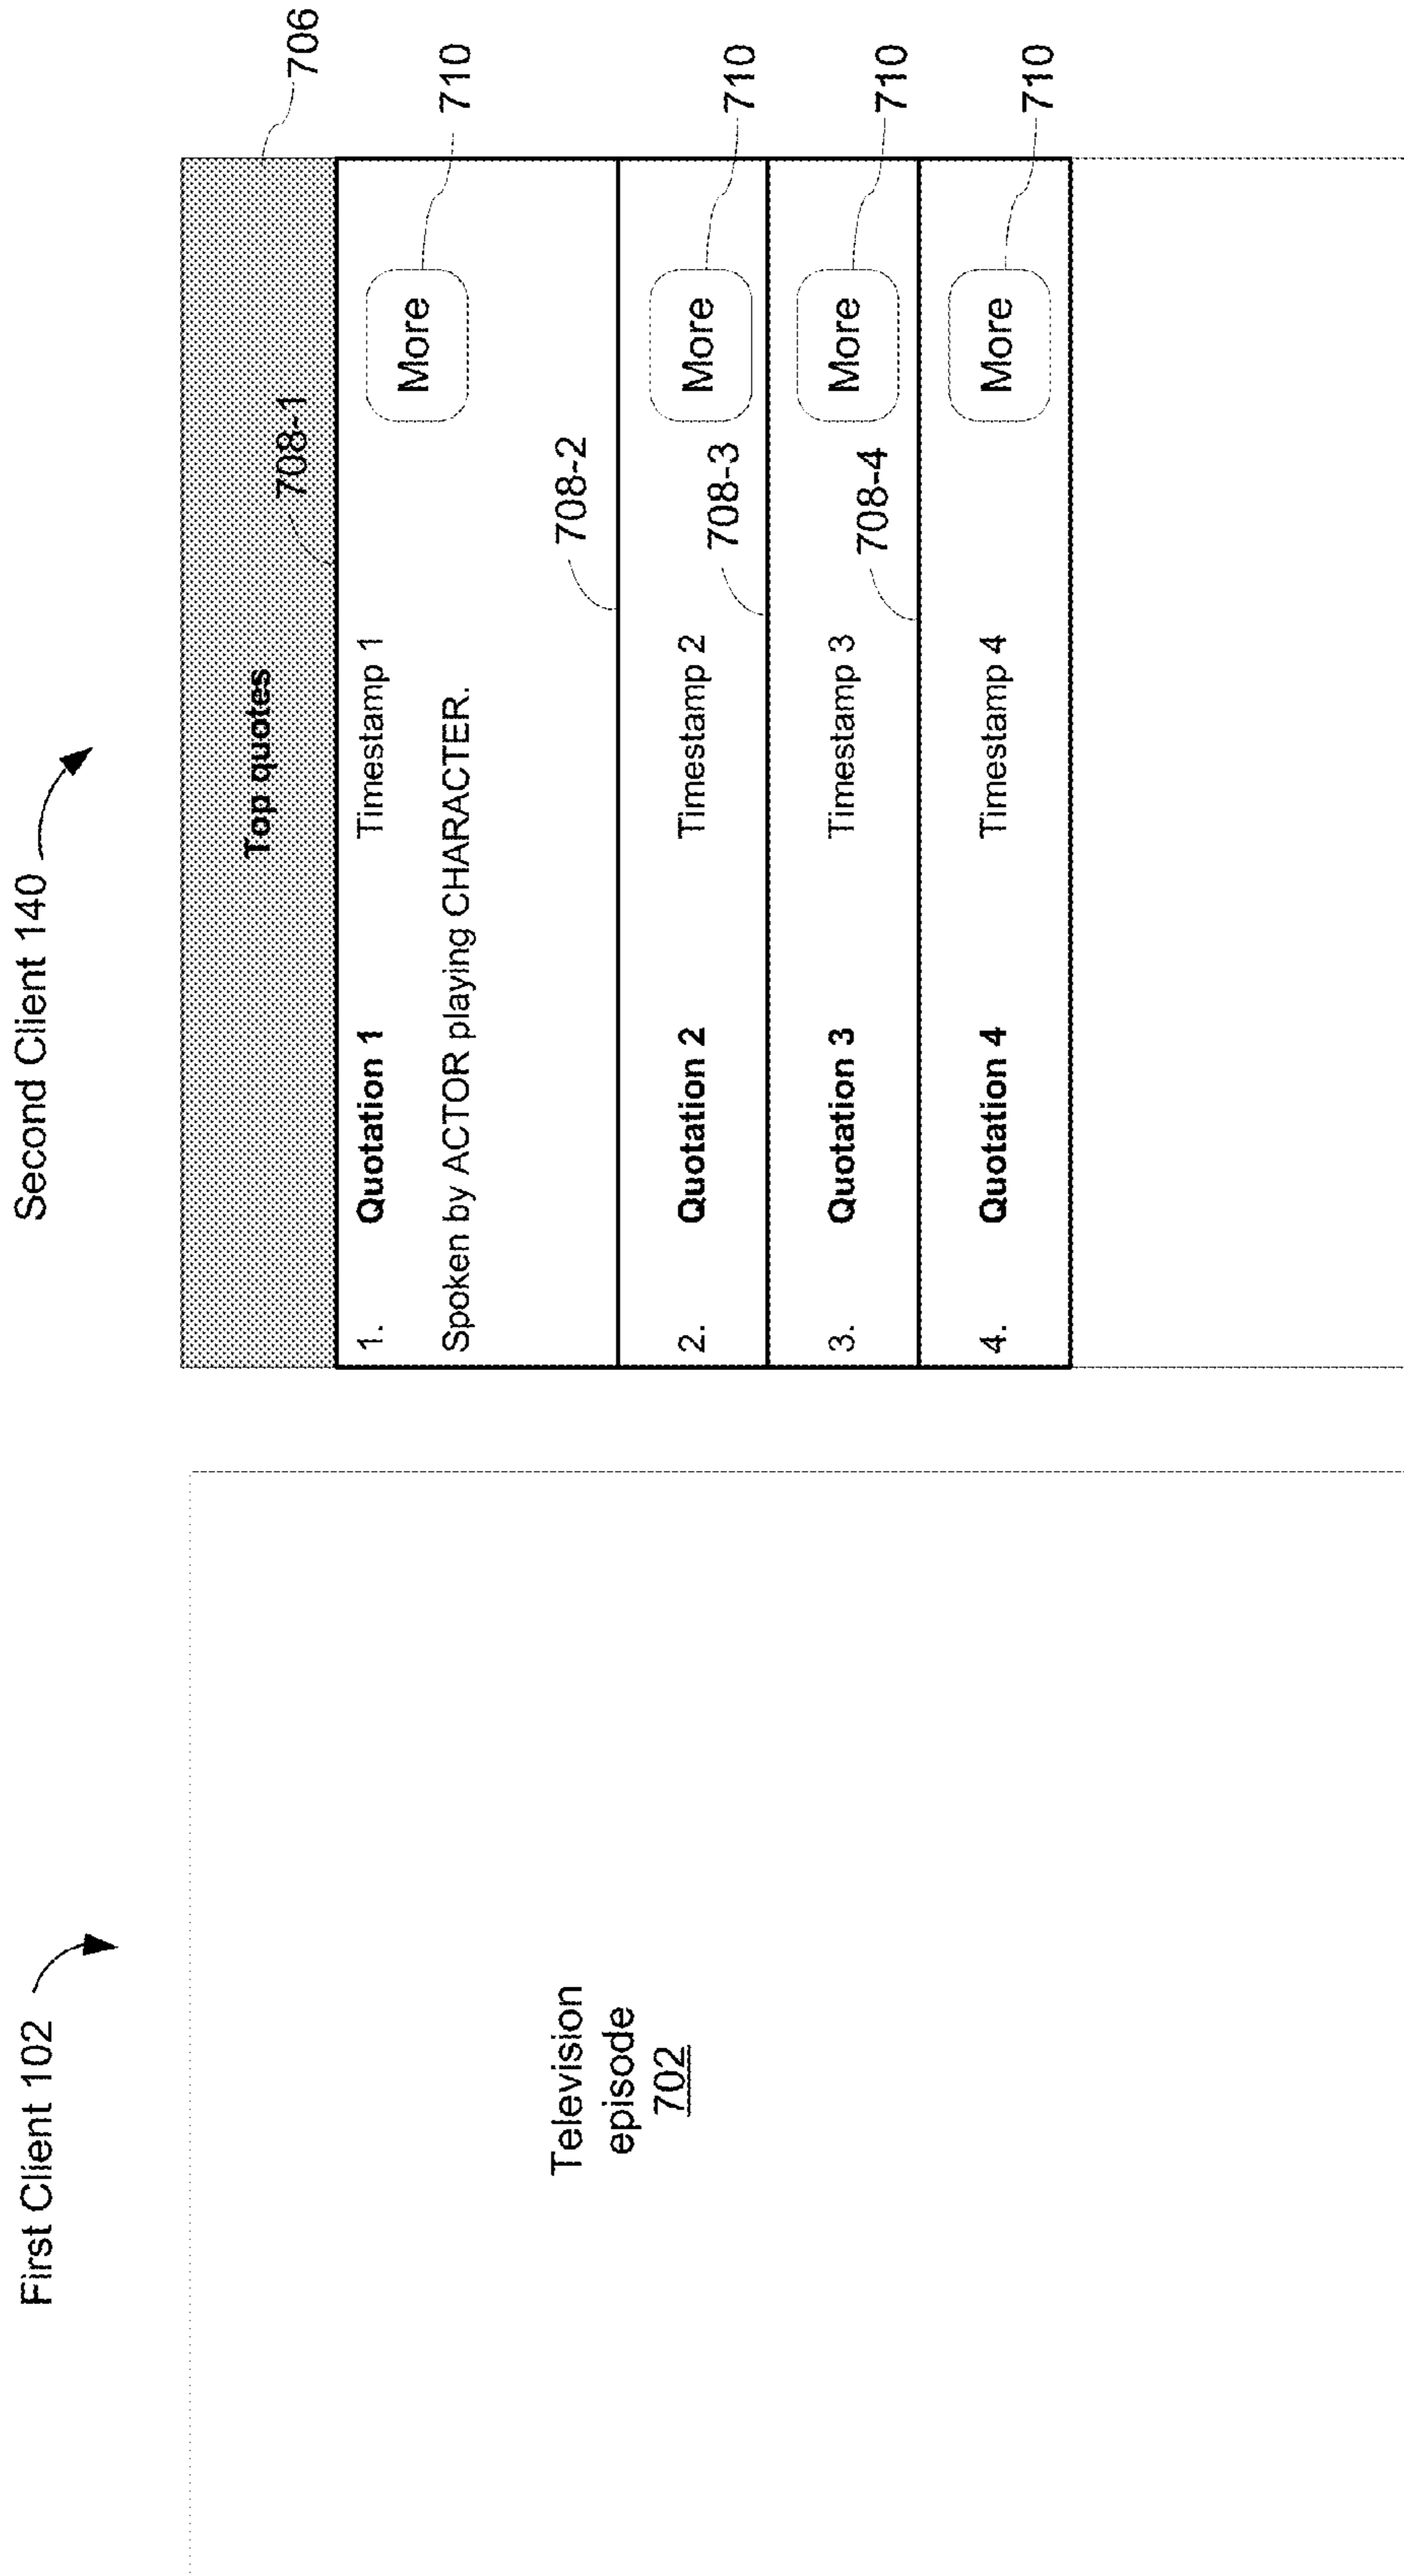 First Client 102
Television
episode
702
Second Client 140
706
Top quotes
708-1
1. Quotation 1 Timestamp 1 More 710
Spoken by ACTOR playing CHARACTER.
708-2
2. Quotation 2 Timestamp 2 More 710
708-3
3. Quotation 3 Timestamp 3 More 710
708-4
4. Quotation 4 Timestamp 4 More 710